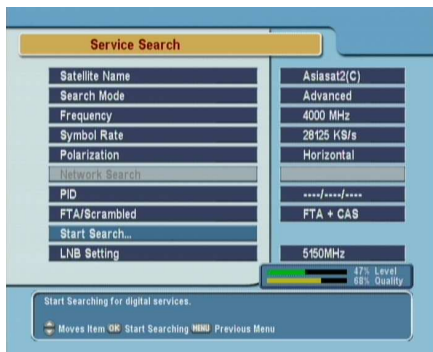 Service Search
Satellite Name Asiasat2(C)
Search Mode Advanced
Frequency 4000 MHz
Symbol Rate 28125 KS/s
Polarization Horizontal
Network Search
PID ----/----/----
FTA/Scrambled FTA + CAS
Start Search...
LNB Setting 5150MHz
47% Level
68% Quality
Start Searching for digital services.
Moves Item OK Start Searching MENU Previous Menu